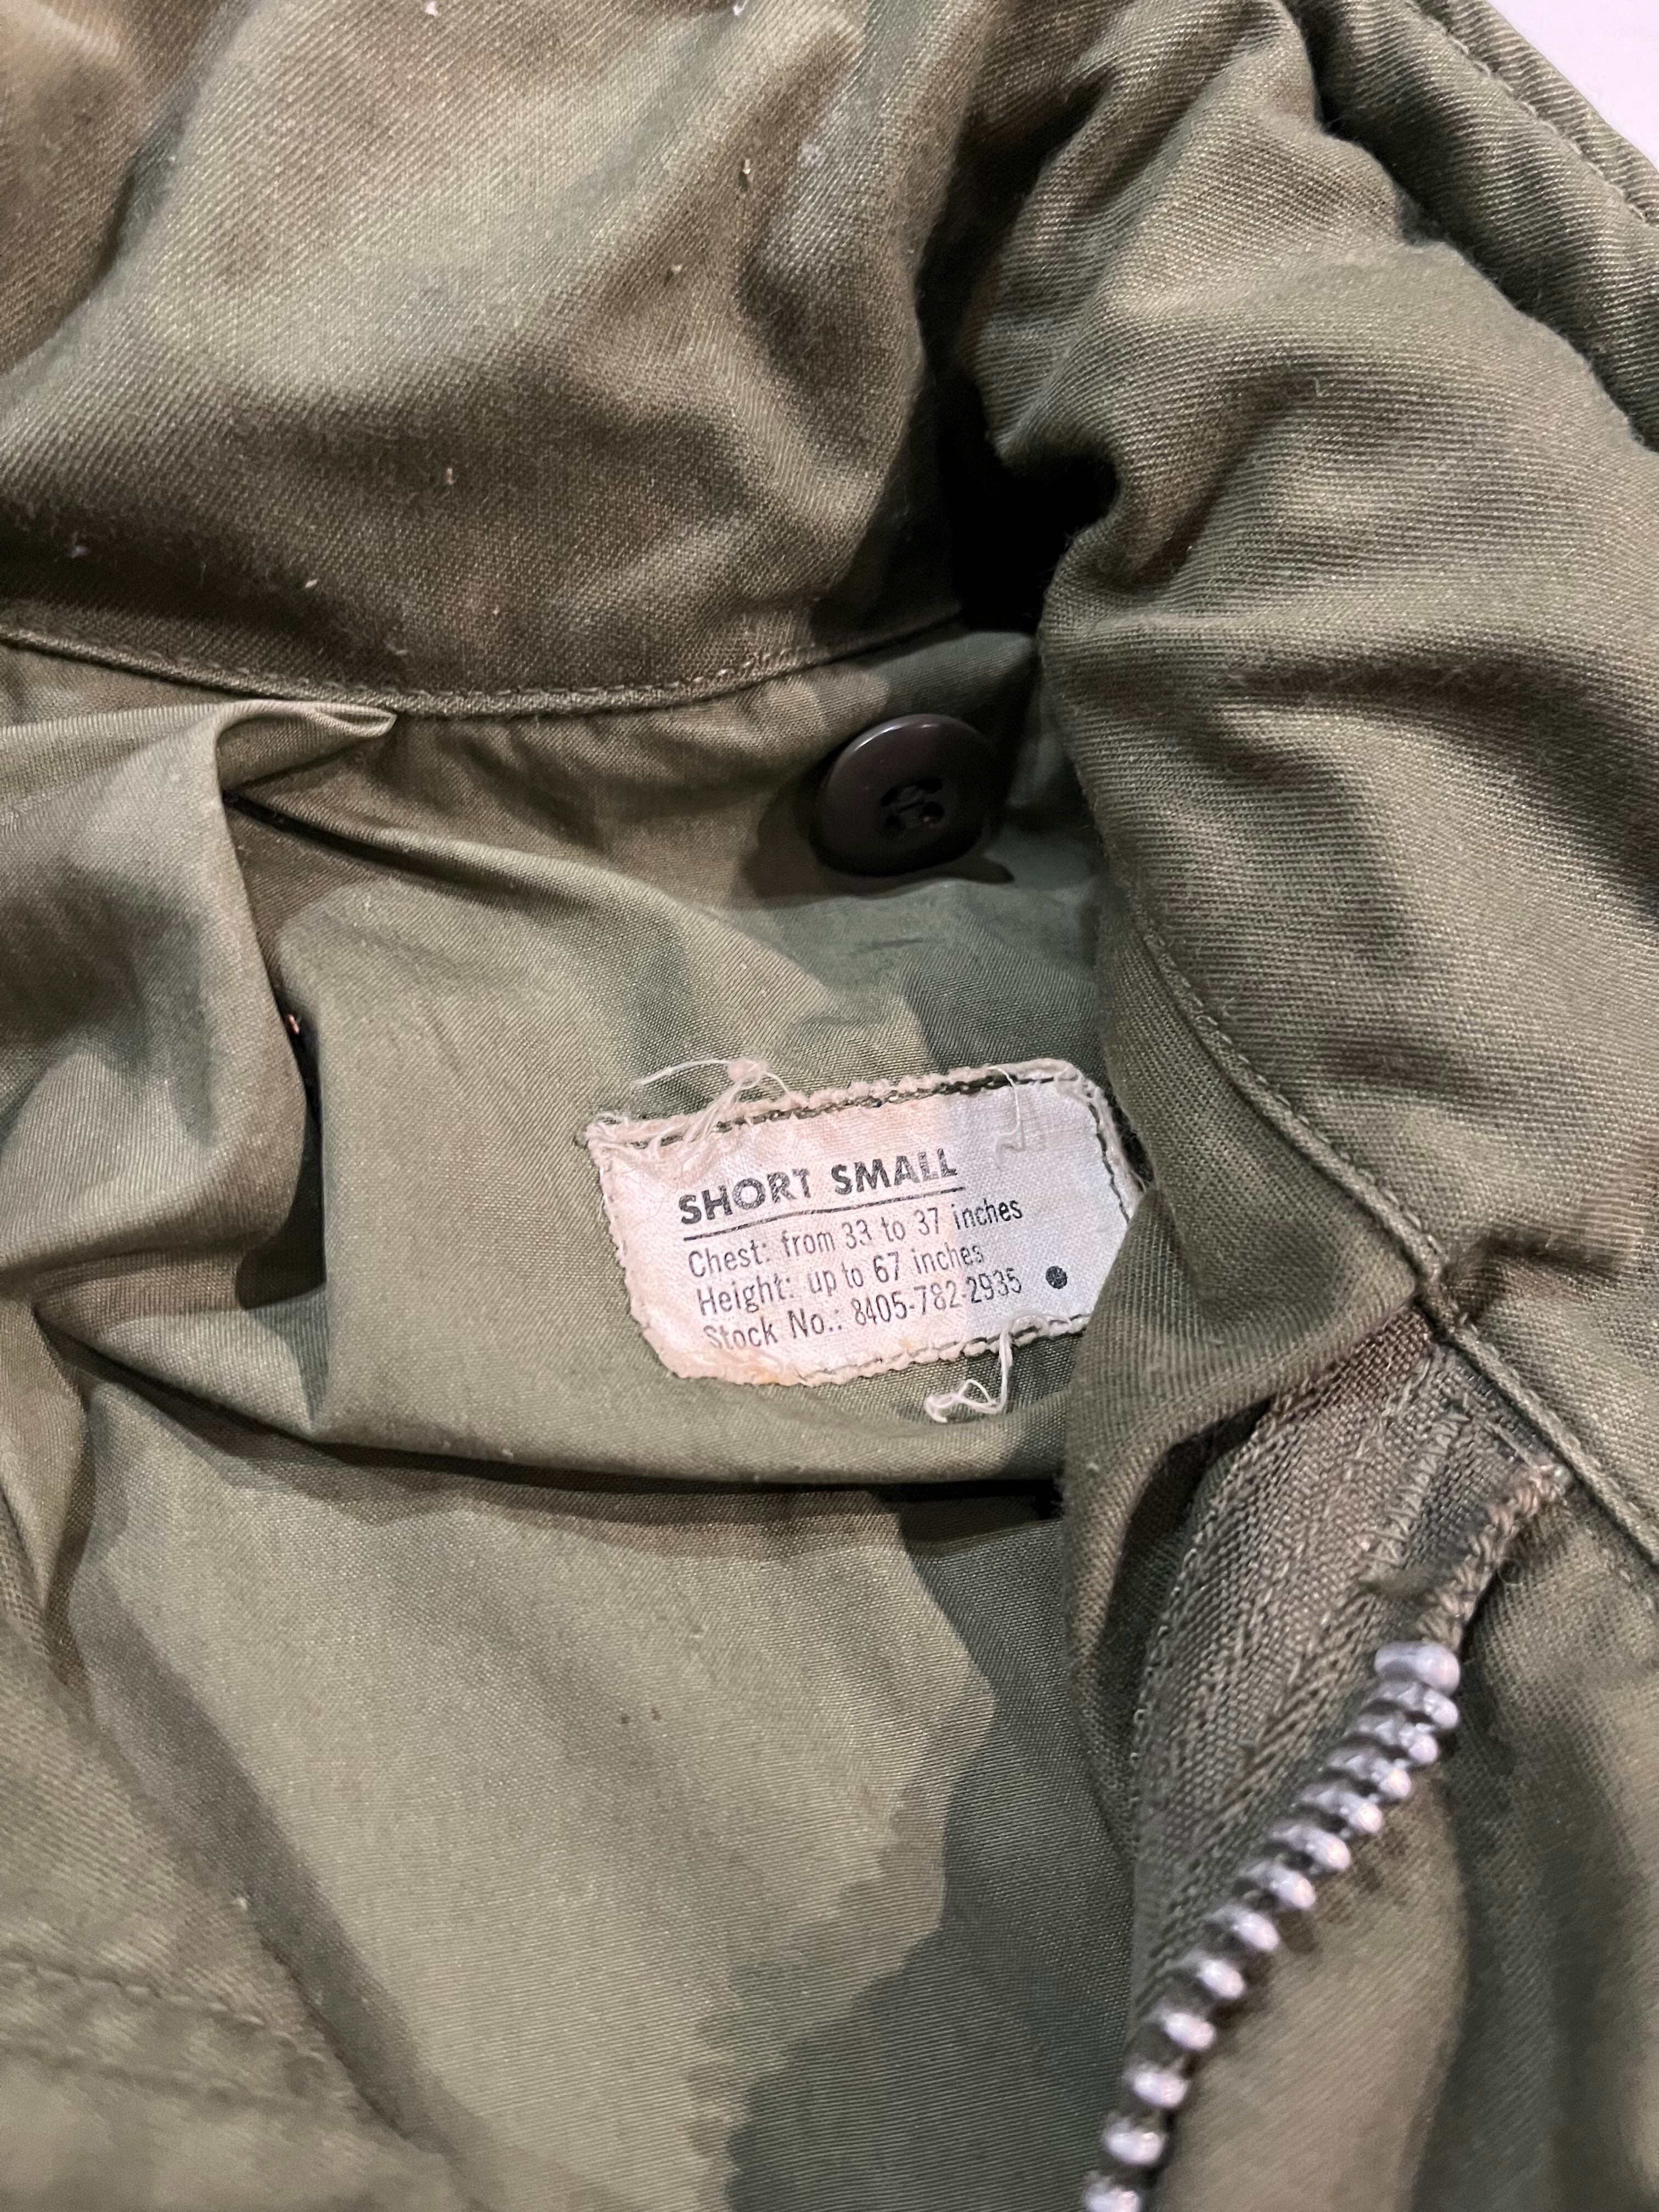 SHORT SMALL
Chest: from 33 to 37 inches
Height: up to 67 inches
Stock No.: 8405-782-2935